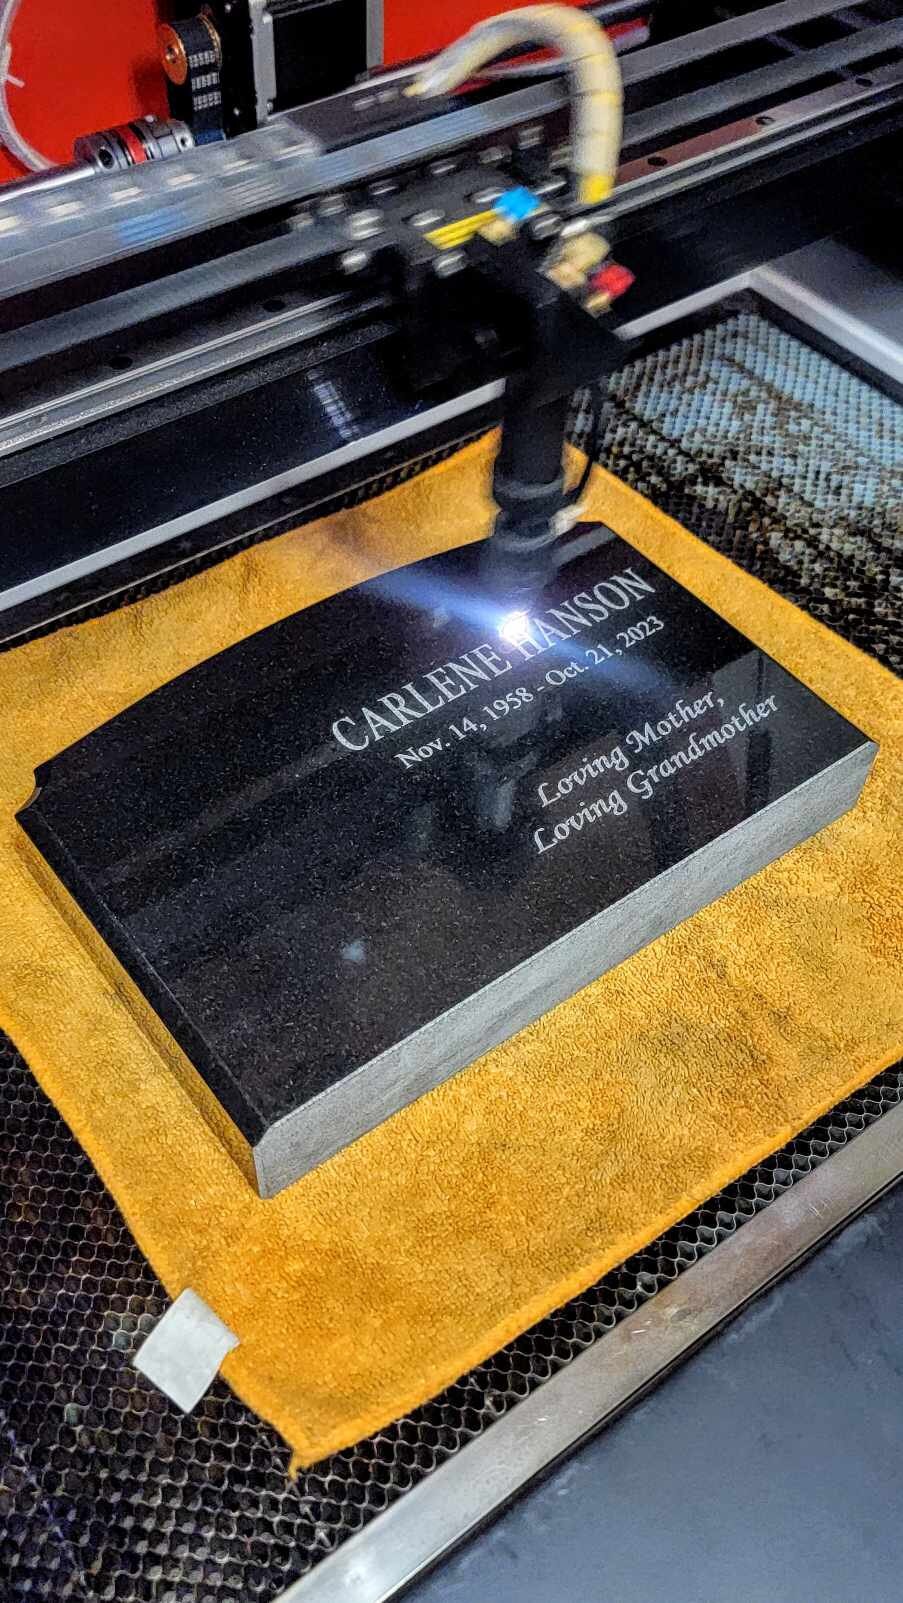 CARLENE HANSON
Nov. 14, 1958 - Oct. 21, 2023
Loving Mother,
Loving Grandmother